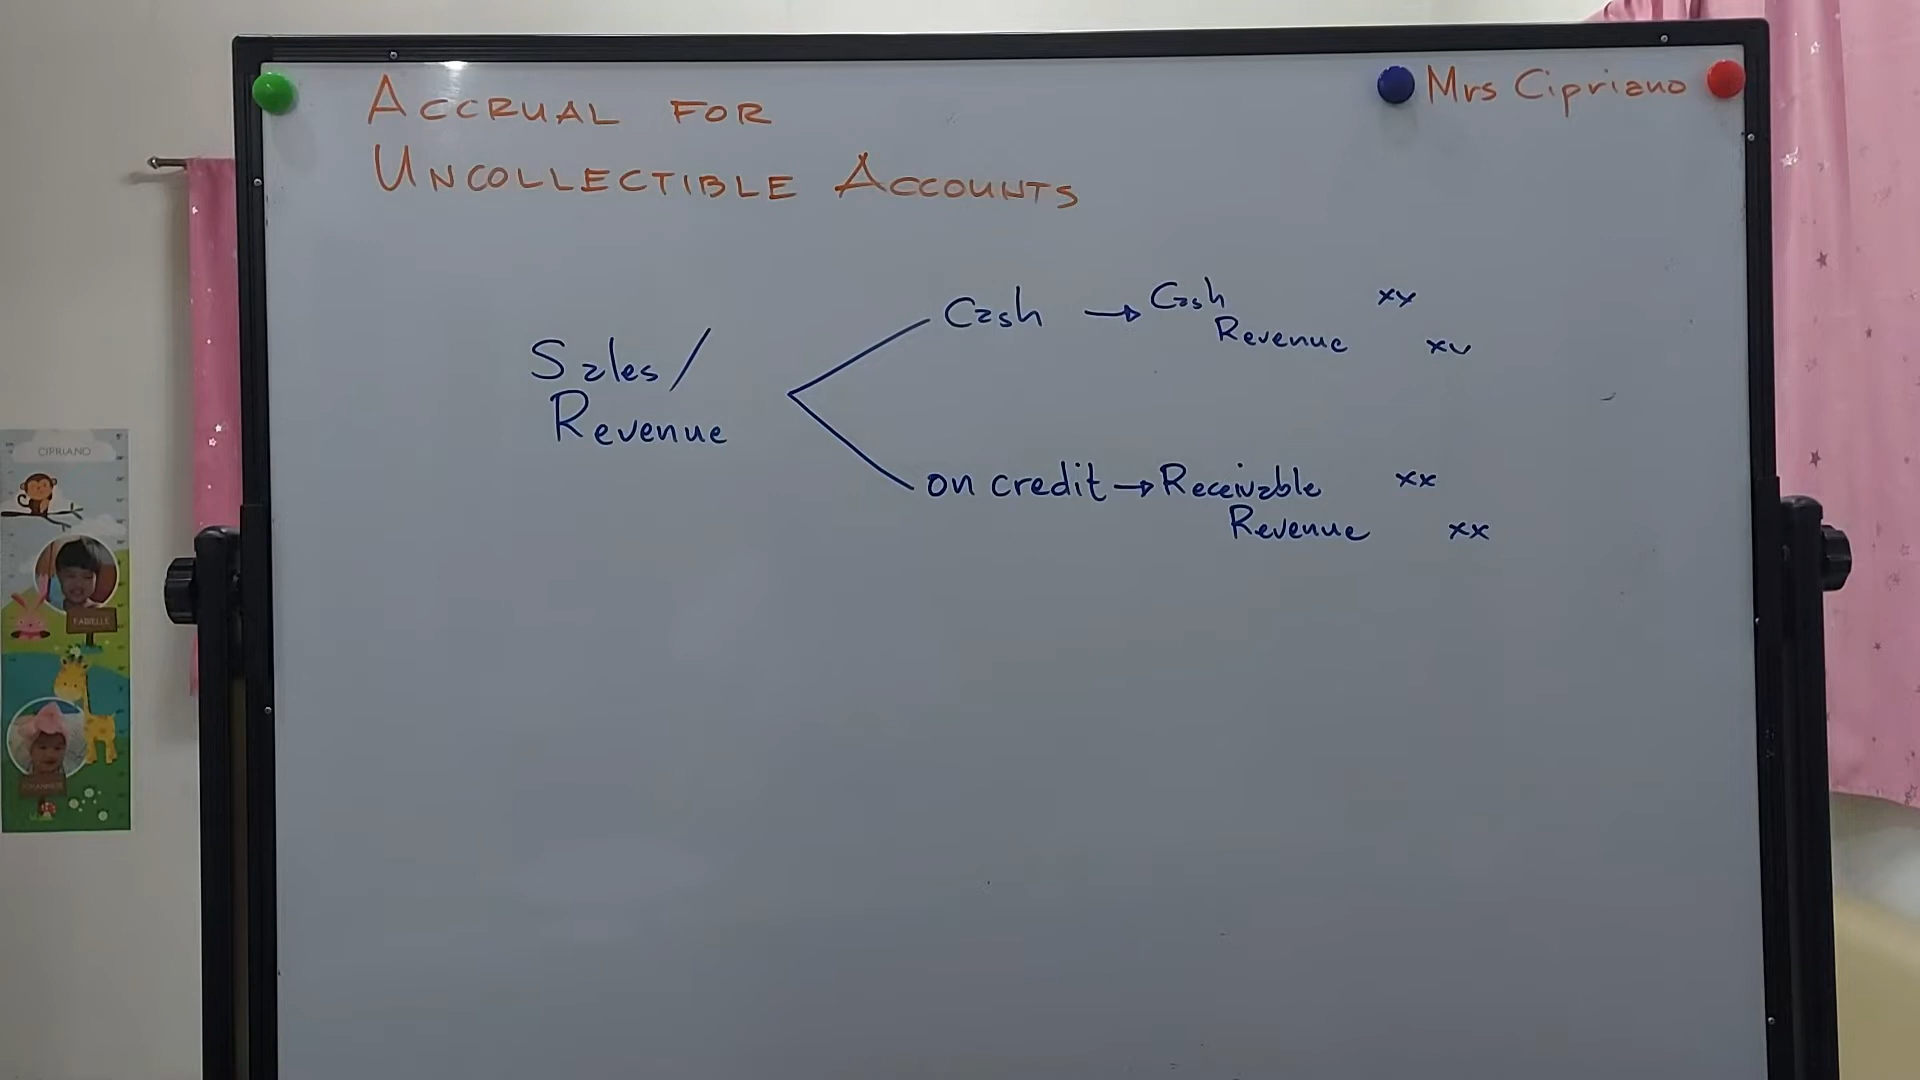 ACCRUAL FOR
UNCOLLECTIBLE ACCOUNTS
Mrs Cipriano
Sales/
Revenue
Cash → Cash xx
Revenue xx
on credit → Receivable xx
Revenue xx
CIPRIANO